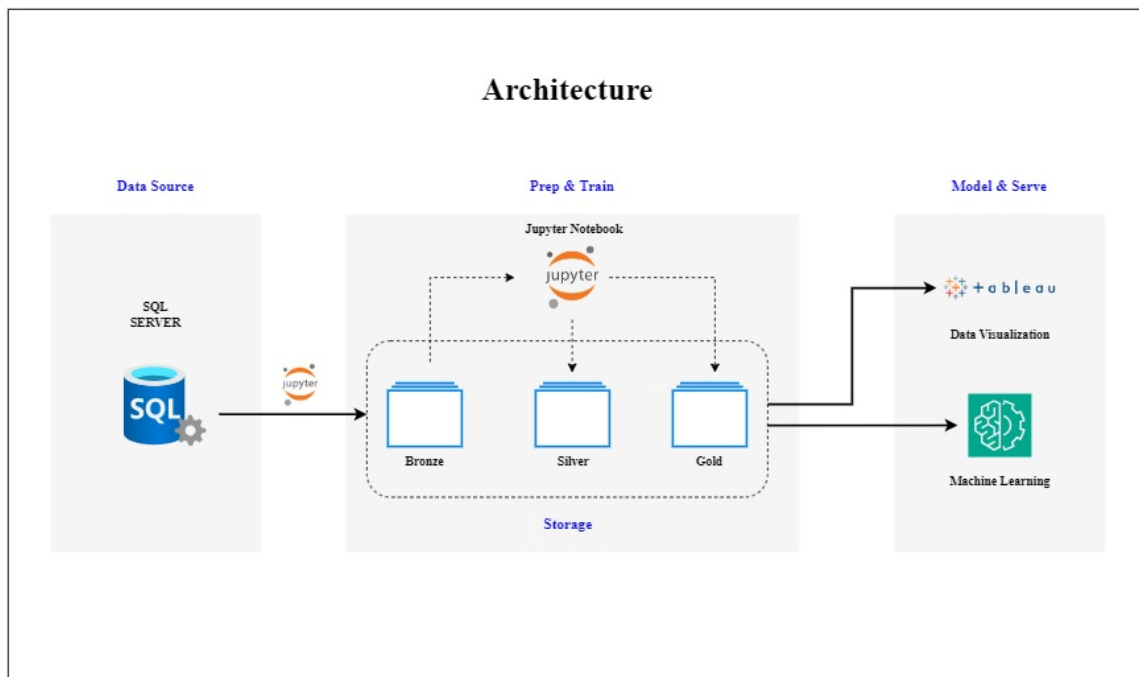 Architecture
Data Source
Prep & Train
Model & Serve
Jupyter Notebook
jupyter
+ableau
SQL
SERVER
Data Visualization
jupyter
SQL
Bronze
Silver
Gold
Machine Learning
Storage